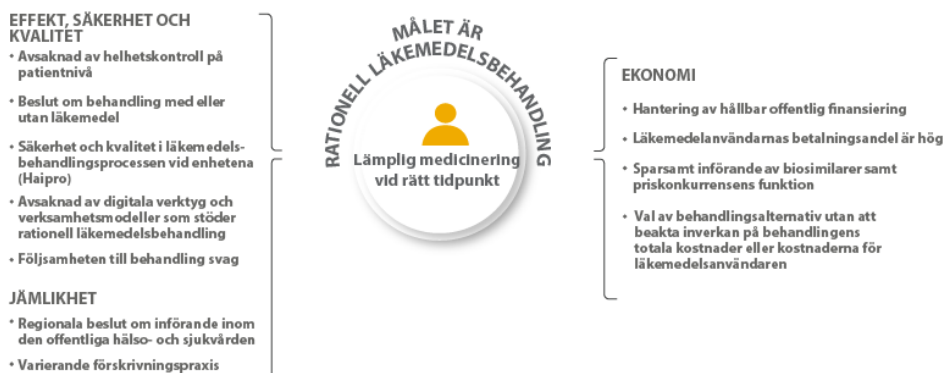 EFFEKT, SÄKERHET OCH
KVALITET
• Avsaknad av helhetskontroll på
patientnivå
• Beslut om behandling med eller
utan läkemedel
• Säkerhet och kvalitet i läkemedels-
behandlingsprocessen vid enhetena
(Haipro)
• Avsaknad av digitala verktyg och
verksamhetsmodeller som stöder
rationell läkemedelsbehandling
• Följsamheten till behandling svag
JÄMLIKHET
• Regionala beslut om införande inom
den offentliga hälso- och sjukvården
• Varierande förskrivningspraxis
MÅLET ÄR
RATIONELL LÄKEMEDELSBEHANDLING
Lämplig medicinering
vid rätt tidpunkt
EKONOMI
• Hantering av hållbar offentlig finansiering
• Läkemedelanvändarnas betalningsandel är hög
• Sparsamt införande av biosimilarer samt
priskonkurrensens funktion
• Val av behandlingsalternativ utan att
beakta inverkan på behandlingens
totala kostnader eller kostnaderna för
läkemedelsanvändaren